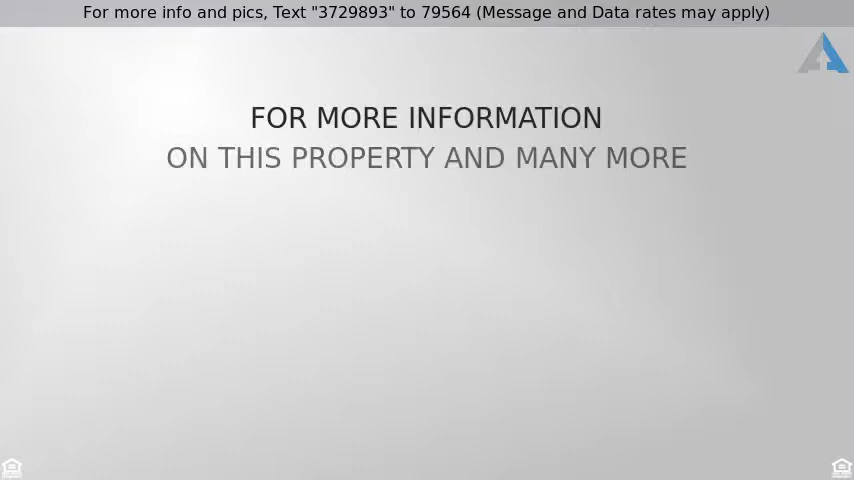 For more info and pics, Text "3729893" to 79564 (Message and Data rates may apply)
FOR MORE INFORMATION
ON THIS PROPERTY AND MANY MORE